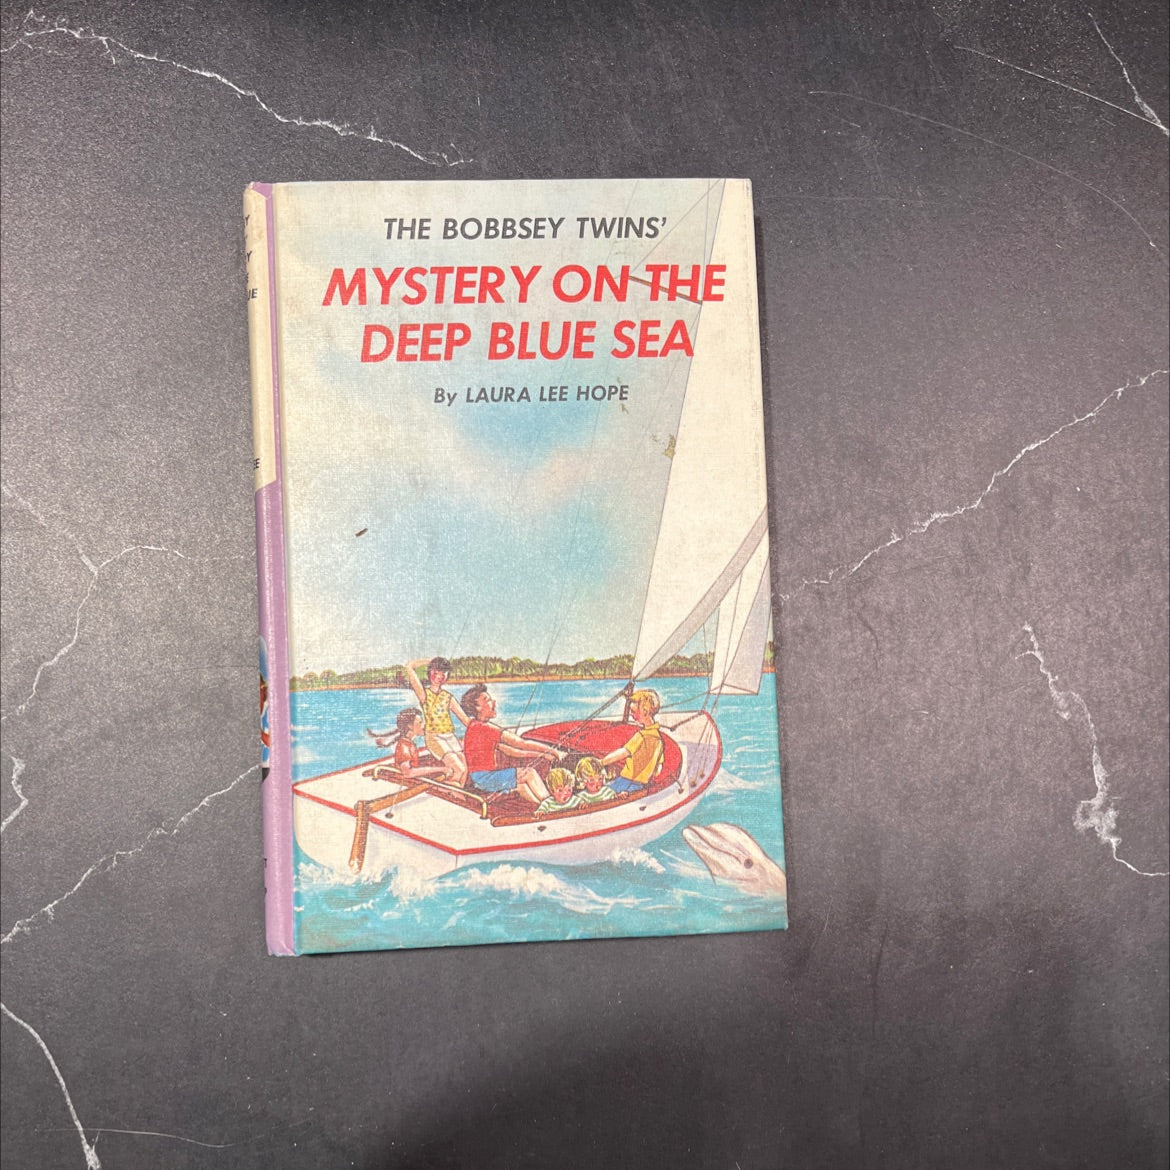 THE BOBBSEY TWINS'
MYSTERY ON THE
DEEP BLUE SEA
By LAURA LEE HOPE